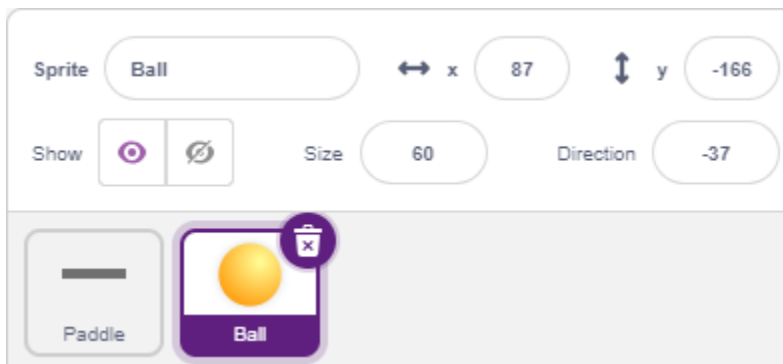 Sprite Ball x 87 y -166
Show Size 60 Direction -37
Paddle Ball